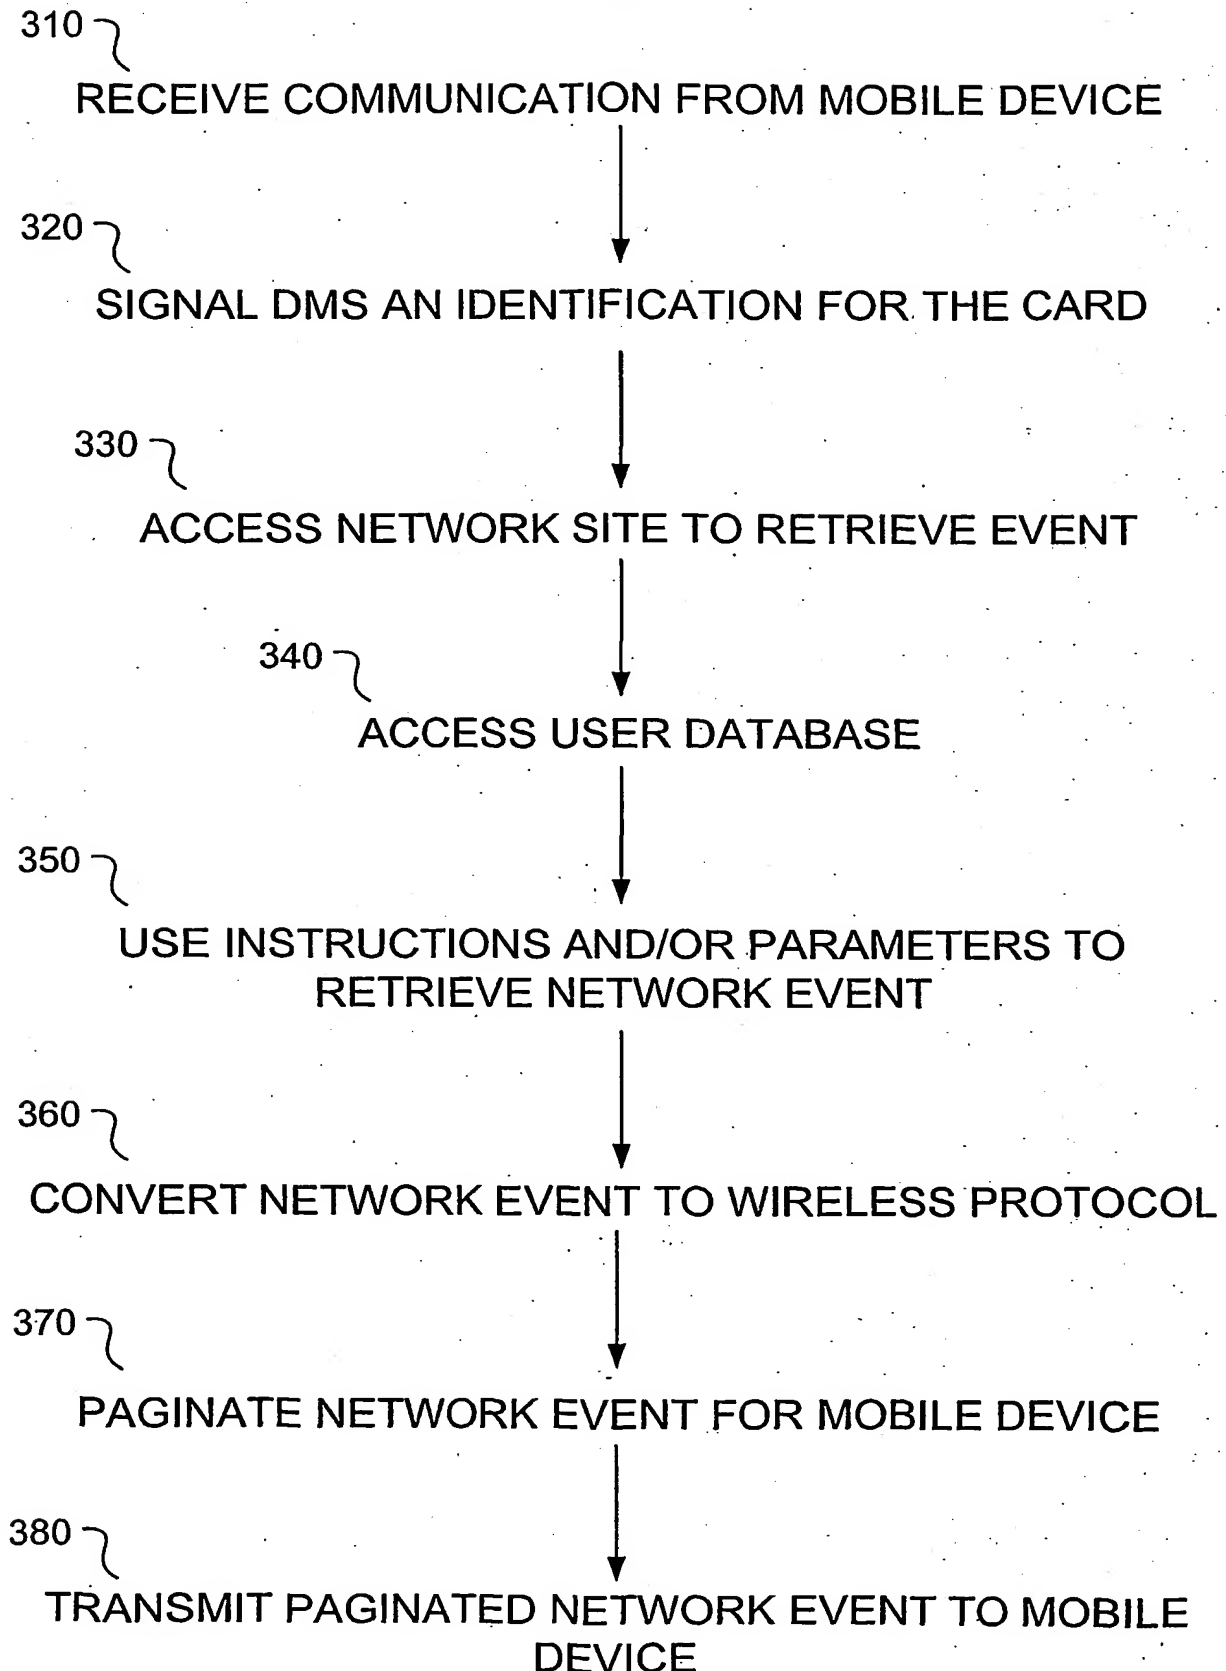 310
RECEIVE COMMUNICATION FROM MOBILE DEVICE
320
SIGNAL DMS AN IDENTIFICATION FOR THE CARD
330
ACCESS NETWORK SITE TO RETRIEVE EVENT
340
ACCESS USER DATABASE
350
USE INSTRUCTIONS AND/OR PARAMETERS TO
RETRIEVE NETWORK EVENT
360
CONVERT NETWORK EVENT TO WIRELESS PROTOCOL
370
PAGINATE NETWORK EVENT FOR MOBILE DEVICE
380
TRANSMIT PAGINATED NETWORK EVENT TO MOBILE
DEVICE